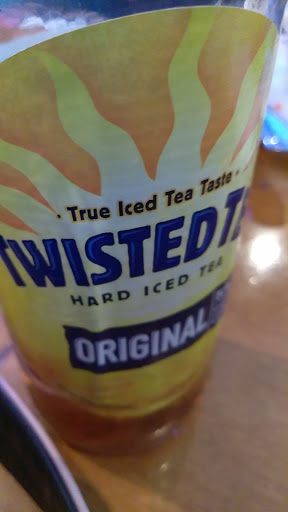 · True Iced Tea Taste ·
TWISTED TE
HARD ICED TEA
ORIGINAL